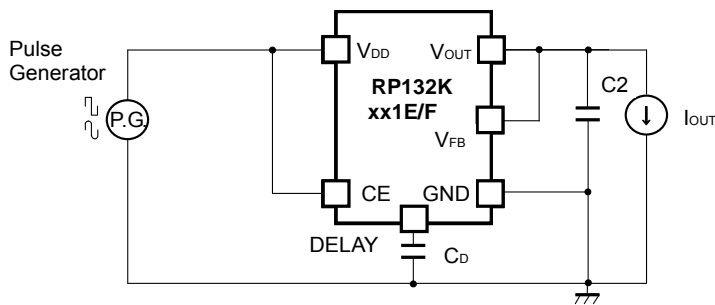 Pulse
Generator
P.G.
VDD
VOUT
RP132K
xx1E/F
C2
IOUT
VFB
CE
GND
DELAY
CD